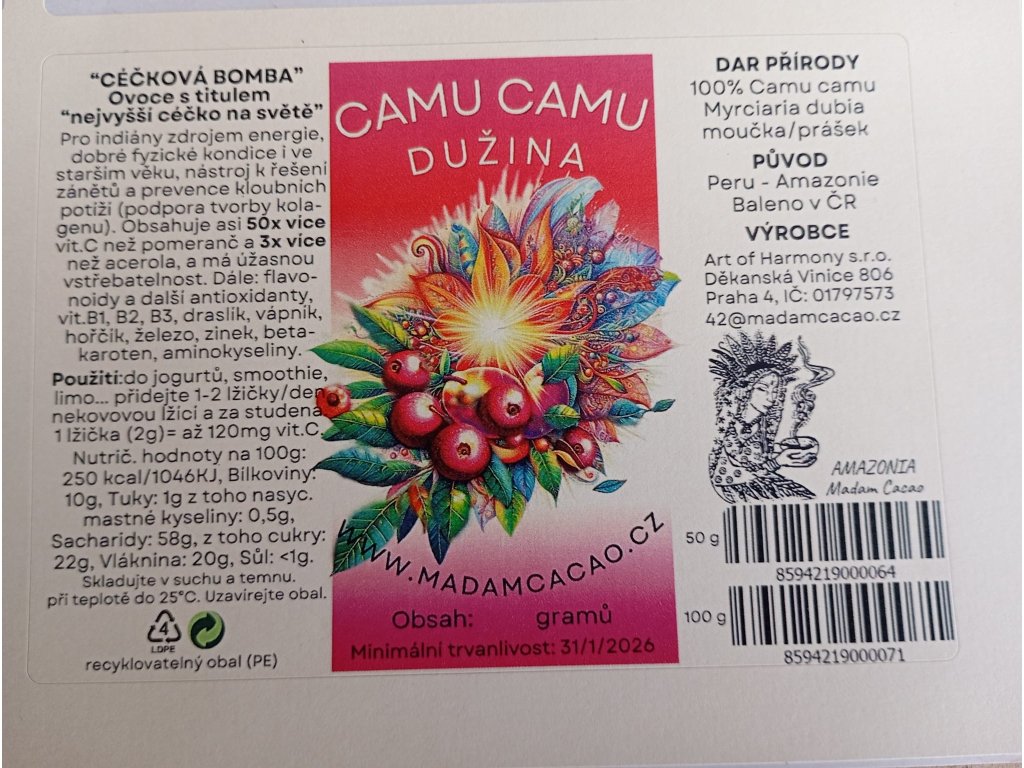 “CÉČKOVÁ BOMBA”
Ovoce s titulem
“nejvyšší céčko na světě”
Pro indiány zdrojem energie,
dobré fyzické kondice i ve
starším věku, nástroj k řešení
zánětů a prevence kloubních
potíží (podpora tvorby kola-
genu). Obsahuje asi 50x více
vit.C než pomeranč a 3x více
než acerola, a má úžasnou
vstřebatelnost. Dále: flavo-
noidy a další antioxidanty,
vit.B1, B2, B3, draslík, vápník,
hořčík, železo, zinek, beta-
karoten, aminokyseliny.
Použití:do jogurtů, smoothie,
limo... přidejte 1-2 lžičky/den
nekovovou lžící a za studena
1 lžička (2g)= až 120mg vit.C.
Nutrič. hodnoty na 100g:
250 kcal/1046KJ, Bílkoviny:
10g, Tuky: 1g z toho nasyc.
mastné kyseliny: 0,5g,
Sacharidy: 58g, z toho cukry:
22g, Vláknina: 20g, Sůl: <1g.
Skladujte v suchu a temnu.
při teplotě do 25°C. Uzavírejte obal.
4
LDPE
recyklovatelný obal (PE)
CAMU CAMU
DUŽINA
WWW.MADAMCACAO.CZ
Obsah: gramů
Minimální trvanlivost: 31/1/2026
DAR PŘÍRODY
100% Camu camu
Myrciaria dubia
moučka/prášek
PŮVOD
Peru - Amazonie
Baleno v ČR
VÝROBCE
Art of Harmony s.r.o.
Děkanská Vinice 806
Praha 4, IČ: 01797573
42@madamcacao.cz
AMAZONIA
Madam Cacao
50 g
8594219000064
100 g
8594219000071